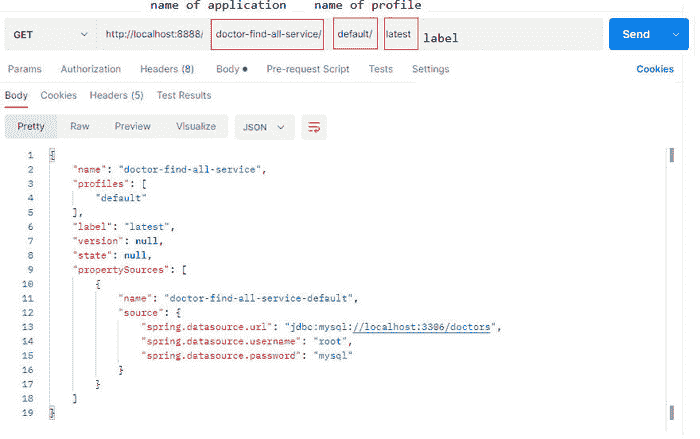 name of application name of profile
GET http://localhost:8888/ doctor-find-all-service/ default/ latest label Send
Params Authorization Headers (8) Body Pre-request Script Tests Settings Cookies
Body Cookies Headers (5) Test Results
Pretty Raw Preview Visualize JSON
1 {
2 "name": "doctor-find-all-service",
3 "profiles": [
4 "default"
5 ],
6 "label": "latest",
7 "version": null,
8 "state": null,
9 "propertySources": [
10 {
11 "name": "doctor-find-all-service-default",
12 "source": {
13 "spring.datasource.url": "jdbc:mysql://localhost:3306/doctors",
14 "spring.datasource.username": "root",
15 "spring.datasource.password": "mysql"
16 }
17 }
18 ]
19 }